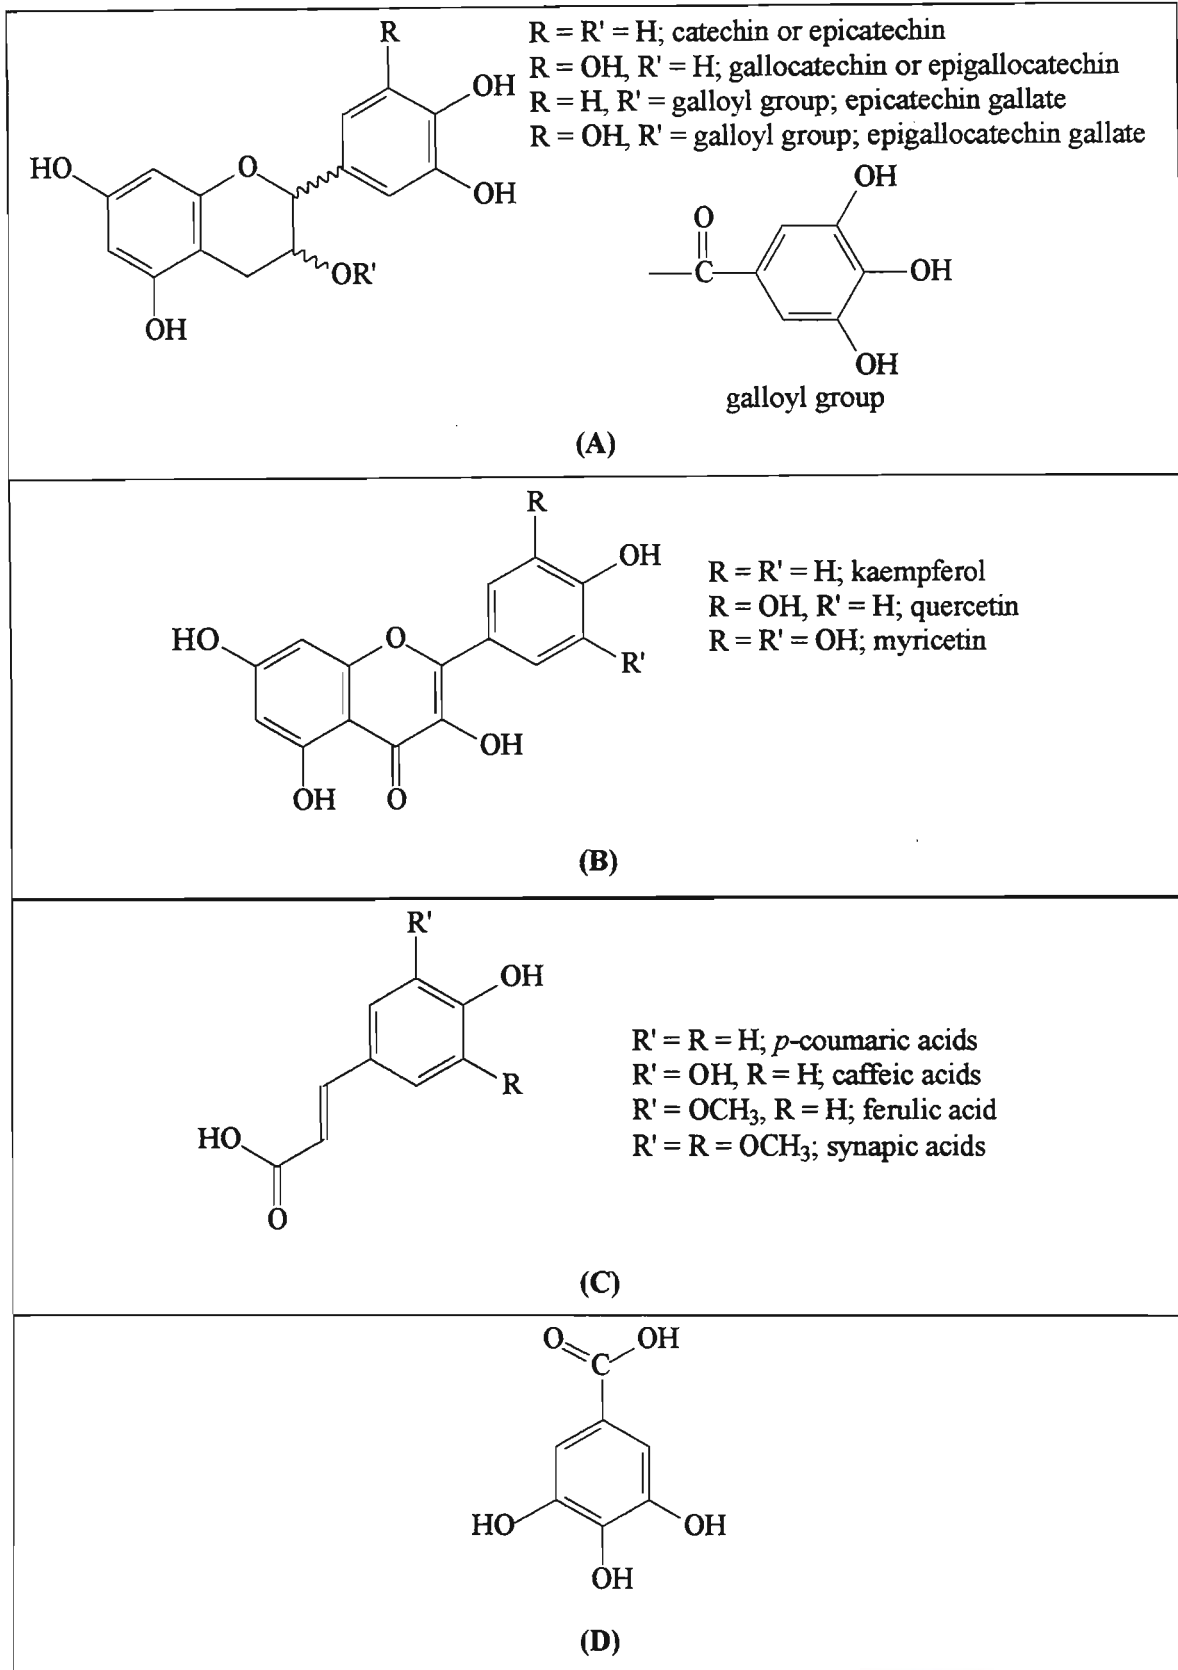 R
OH
HO
O
OH
OR'
OH
R = R' = H; catechin or epicatechin
R = OH, R' = H; gallocatechin or epigallocatechin
R = H, R' = galloyl group; epicatechin gallate
R = OH, R' = galloyl group; epigallocatechin gallate
OH
O
C
OH
OH
galloyl group
(A)
R
OH
HO
O
R'
OH
OH
O
R = R' = H; kaempferol
R = OH, R' = H; quercetin
R = R' = OH; myricetin
(B)
R'
OH
R
HO
O
R' = R = H; p-coumaric acids
R' = OH, R = H; caffeic acids
R' = OCH₃, R = H; ferulic acid
R' = R = OCH₃; synapic acids
(C)
O
OH
C
HO
OH
OH
(D)